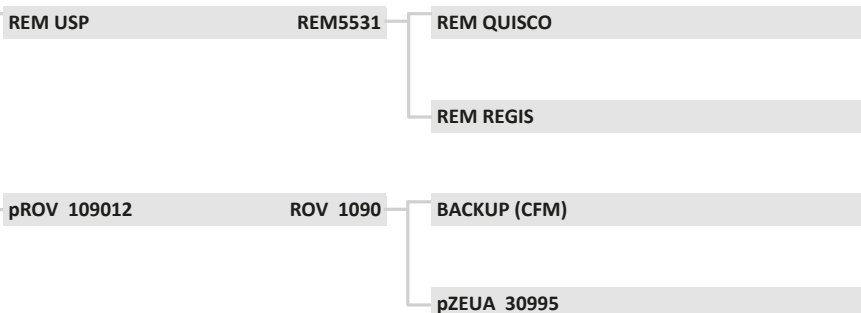 REM USP REM5531 REM QUISCO
REM REGIS
pROV 109012 ROV 1090 BACKUP (CFM)
pZEUA 30995